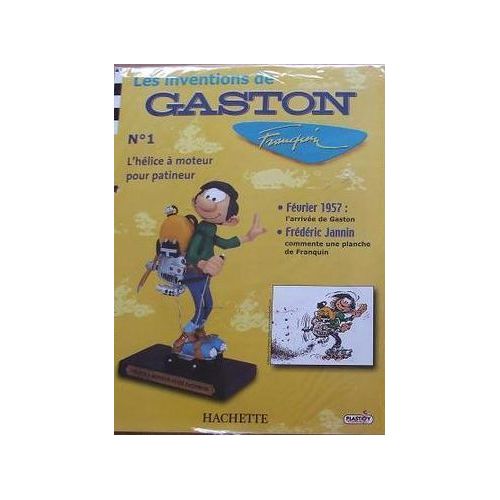 Les inventions de
GASTON
Franquin
N°1
L'hélice à moteur
pour patineur
• Février 1957 :
l'arrivée de Gaston
• Frédéric Jannin
commente une planche
de Franquin
HACHETTE
PLASTOY